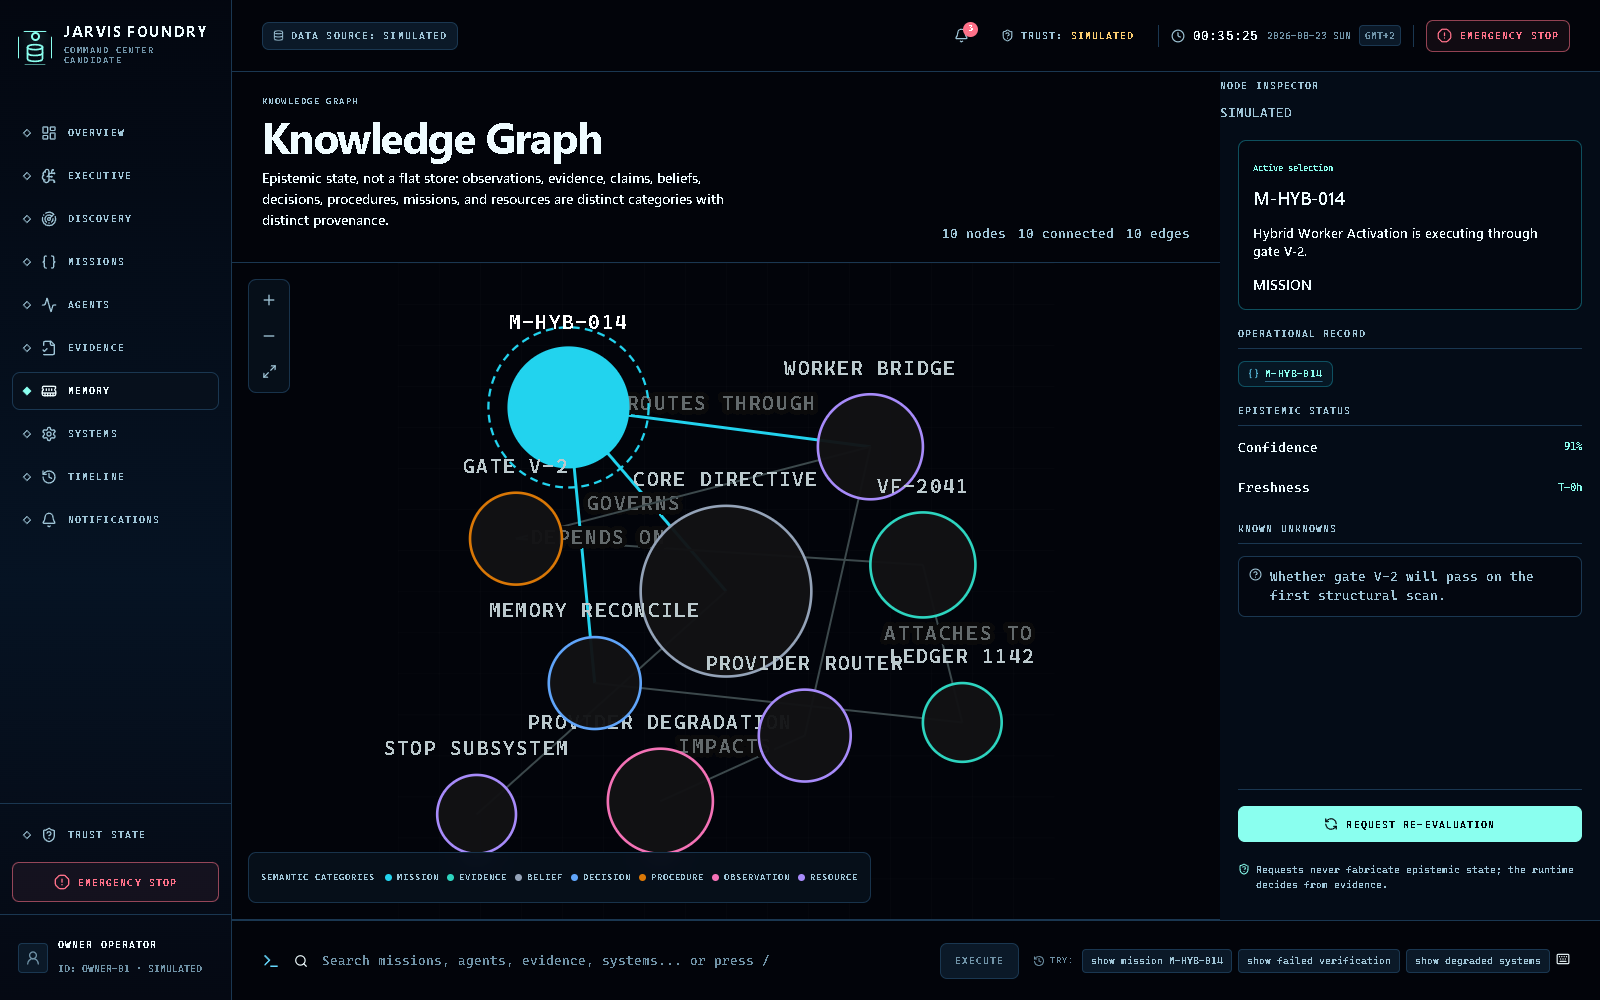 JARVIS FOUNDRY
COMMAND CENTER
CANDIDATE
DATA SOURCE: SIMULATED
3
TRUST: SIMULATED
00:35:25 2026-08-23 SUN GMT+2
EMERGENCY STOP
OVERVIEW
EXECUTIVE
DISCOVERY
MISSIONS
AGENTS
EVIDENCE
MEMORY
SYSTEMS
TIMELINE
NOTIFICATIONS
TRUST STATE
EMERGENCY STOP
OWNER OPERATOR
ID: OWNER-01 • SIMULATED
KNOWLEDGE GRAPH
Knowledge Graph
Epistemic state, not a flat store: observations, evidence, claims, beliefs,
decisions, procedures, missions, and resources are distinct categories with
distinct provenance.
10 nodes 10 connected 10 edges
M-HYB-014
WORKER BRIDGE
ROUTES THROUGH
GATE V-2
CORE DIRECTIVE
VF-2041
GOVERNS
DEPENDS ON
MEMORY RECONCILE
ATTACHES TO
LEDGER 1142
PROVIDER ROUTER
PROVIDER DEGRADATION
STOP SUBSYSTEM
IMPACT
SEMANTIC CATEGORIES MISSION EVIDENCE BELIEF DECISION PROCEDURE OBSERVATION RESOURCE
NODE INSPECTOR
SIMULATED
Active selection
M-HYB-014
Hybrid Worker Activation is executing through
gate V-2.
MISSION
OPERATIONAL RECORD
{} M-HYB-014
EPISTEMIC STATUS
Confidence 91%
Freshness T-0h
KNOWN UNKNOWNS
Whether gate V-2 will pass on the
first structural scan.
REQUEST RE-EVALUATION
Requests never fabricate epistemic state; the runtime
decides from evidence.
Search missions, agents, evidence, systems... or press /
EXECUTE
TRY: show mission M-HYB-014 show failed verification show degraded systems